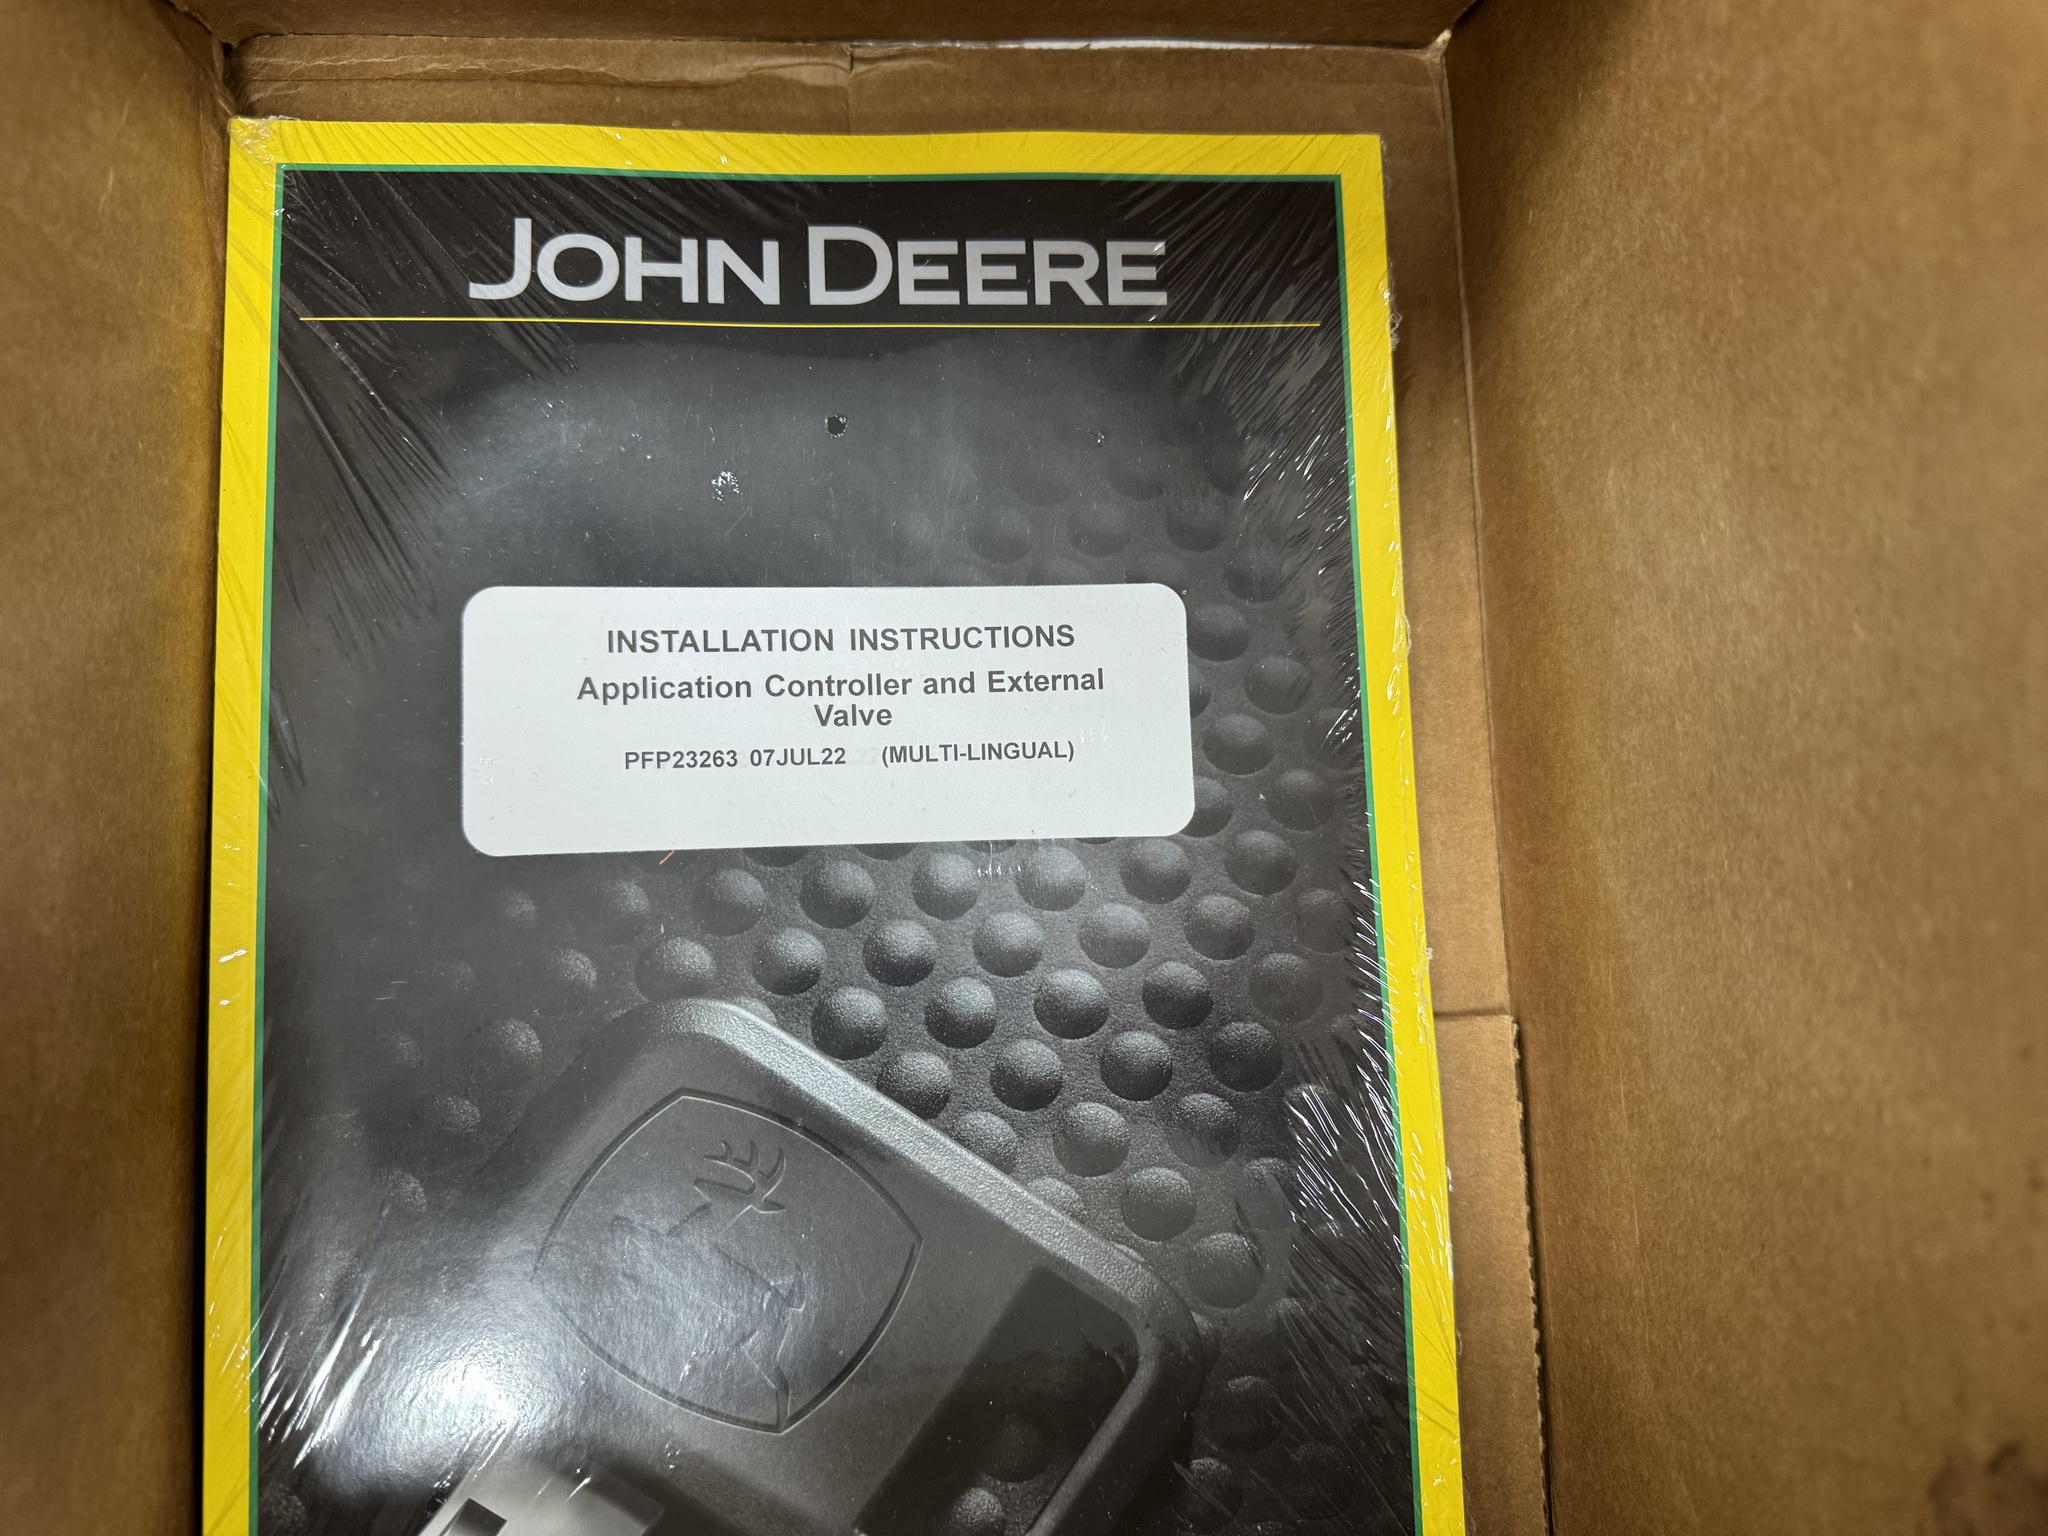 JOHN DEERE
INSTALLATION INSTRUCTIONS
Application Controller and External
Valve
PFP23263 07JUL22 (MULTI-LINGUAL)